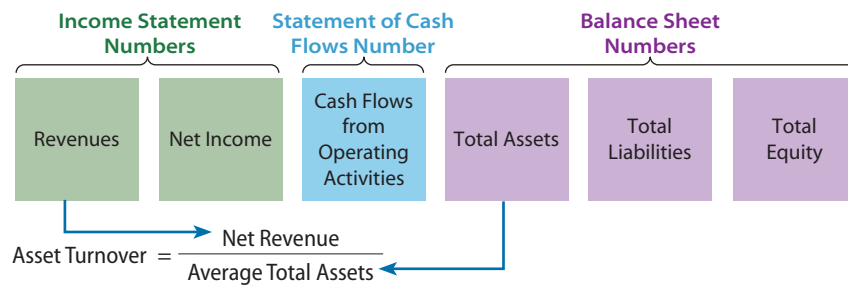 Income Statement
Numbers
Statement of Cash
Flows Number
Balance Sheet
Numbers
Revenues
Net Income
Cash Flows
from
Operating
Activities
Total Assets
Total
Liabilities
Total
Equity
Asset Turnover = Net Revenue
Average Total Assets